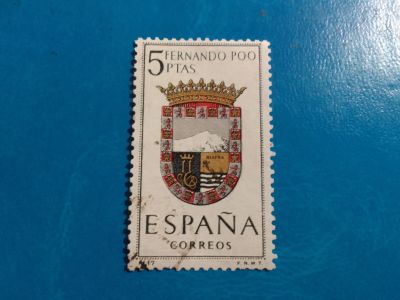 5 FERNANDO POO
PTAS
BIAFRA
ESPAÑA
CORREOS
F.N.M.T.